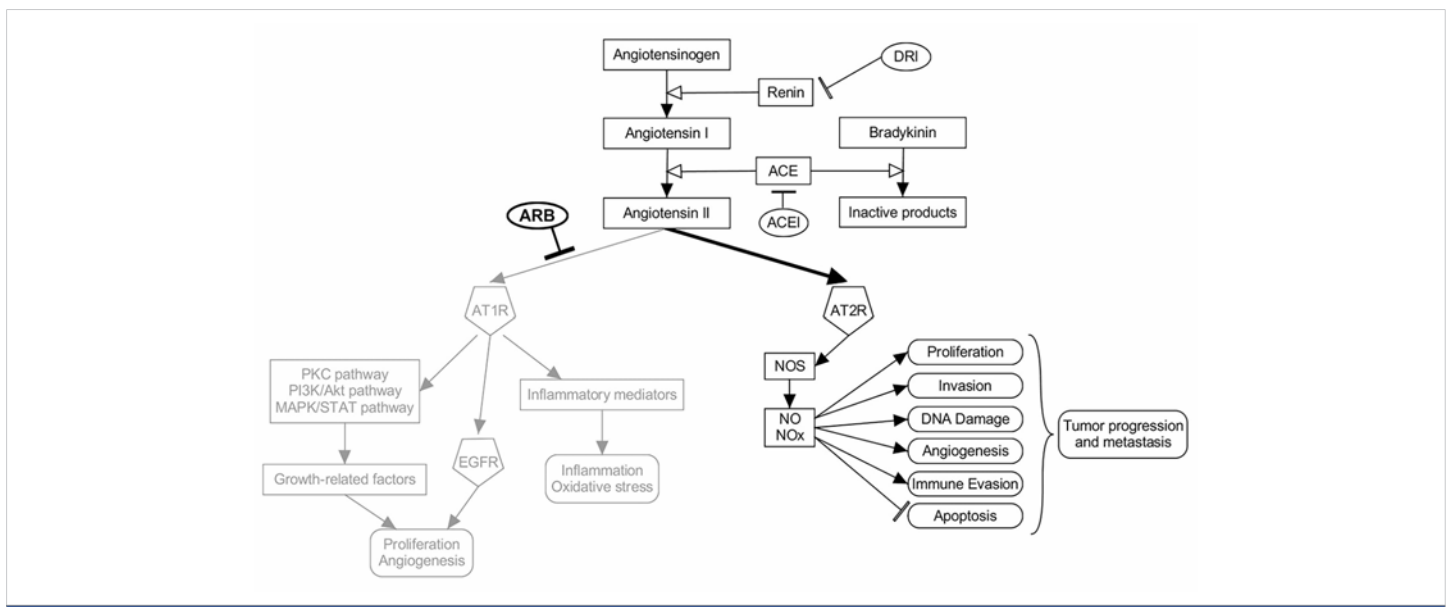 Angiotensinogen
DRI
Renin
Angiotensin I
Bradykinin
ACE
ARB
Angiotensin II
ACEI
Inactive products
AT1R
AT2R
PKC pathway
PI3K/Akt pathway
MAPK/STAT pathway
Inflammatory mediators
EGFR
Growth-related factors
Inflammation
Oxidative stress
Proliferation
Angiogenesis
NOS
NO
NOx
Proliferation
Invasion
DNA Damage
Angiogenesis
Immune Evasion
Apoptosis
Tumor progression
and metastasis